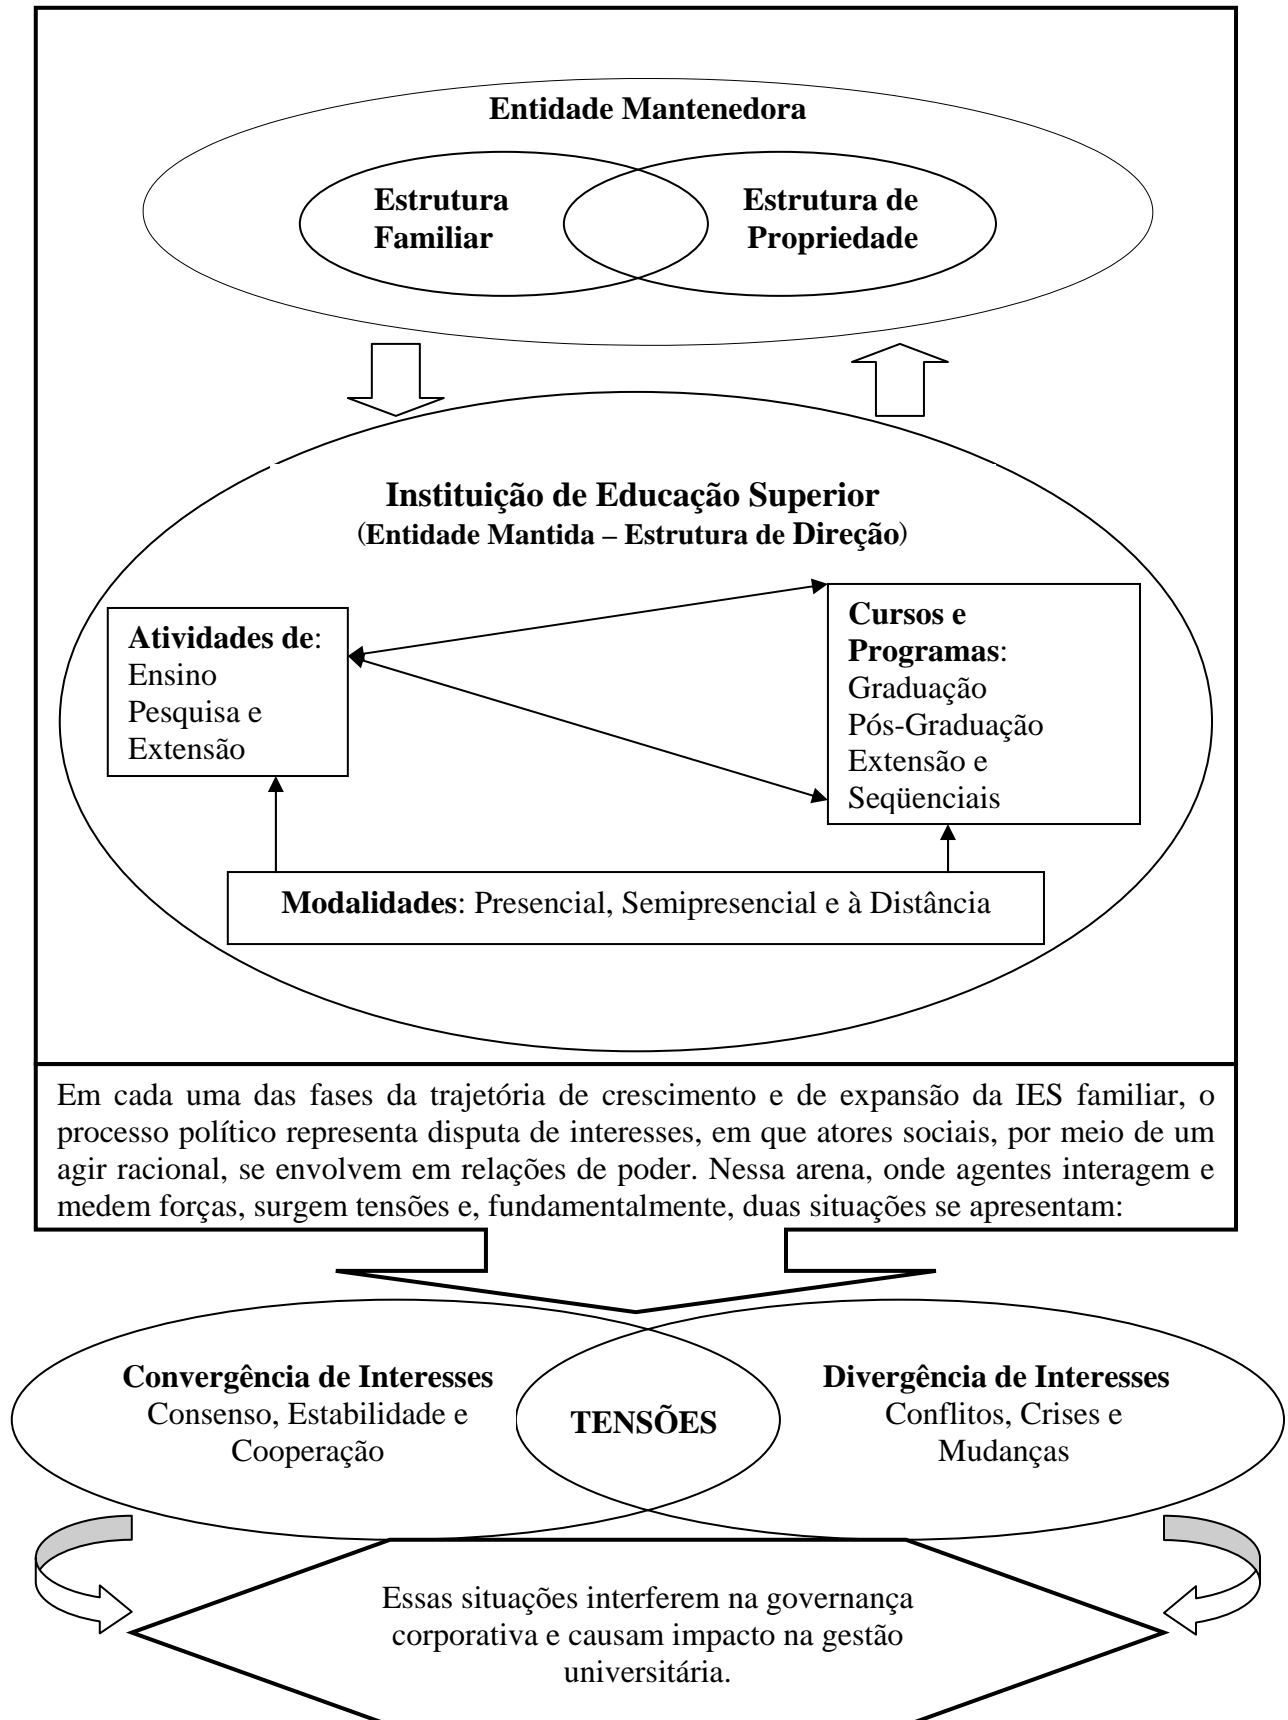 Entidade Mantenedora
Estrutura
Familiar
Estrutura de
Propriedade
Instituição de Educação Superior
(Entidade Mantida – Estrutura de Direção)
Atividades de:
Ensino
Pesquisa e
Extensão
Cursos e
Programas:
Graduação
Pós-Graduação
Extensão e
Seqüenciais
Modalidades: Presencial, Semipresencial e à Distância
Em cada uma das fases da trajetória de crescimento e de expansão da IES familiar, o
processo político representa disputa de interesses, em que atores sociais, por meio de um
agir racional, se envolvem em relações de poder. Nessa arena, onde agentes interagem e
medem forças, surgem tensões e, fundamentalmente, duas situações se apresentam:
Convergência de Interesses
Consenso, Estabilidade e
Cooperação
TENSÕES
Divergência de Interesses
Conflitos, Crises e
Mudanças
Essas situações interferem na governança
corporativa e causam impacto na gestão
universitária.